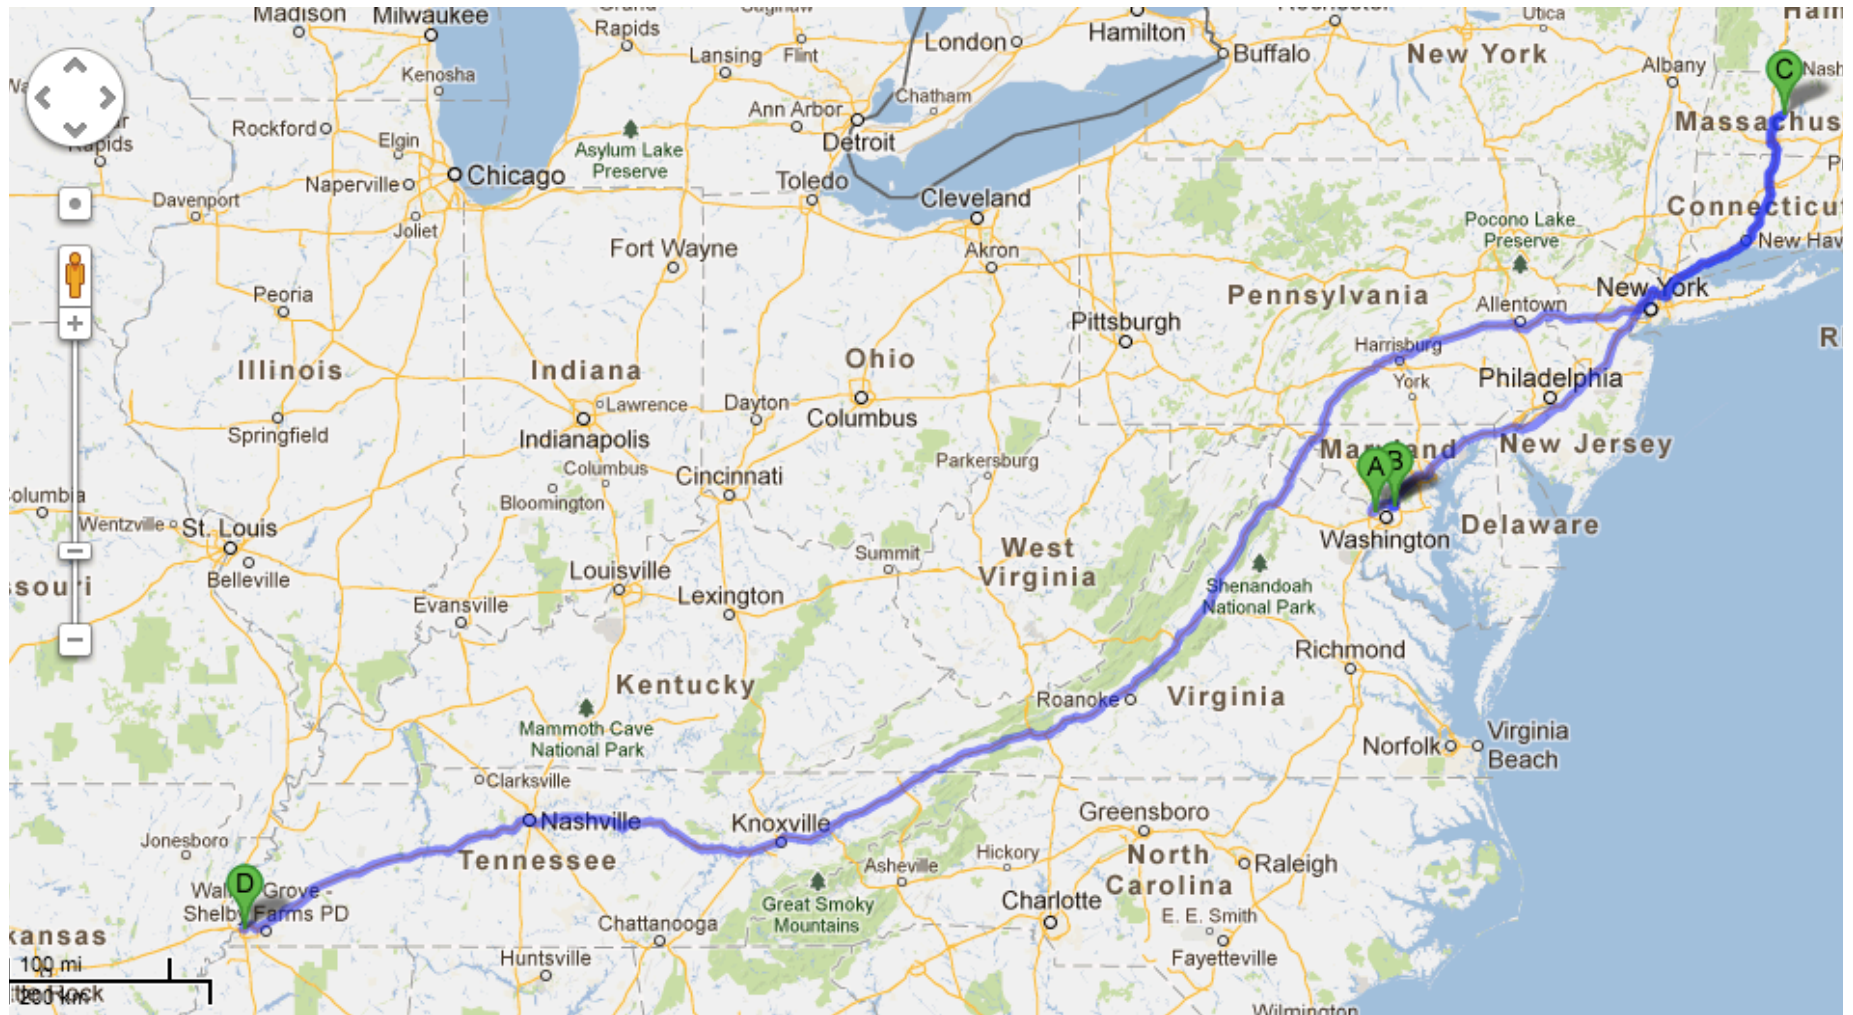 Madison
Milwaukee
Rapids
Lansing
Flint
London
Hamilton
Buffalo
New York
Utica
Albany
C
Kenosha
Rockford
Elgin
Ann Arbor
Chatham
Detroit
Naperville
Chicago
Asylum Lake
Preserve
Toledo
Cleveland
Davenport
Joliet
Fort Wayne
Akron
Pocono Lake
Preserve
Peoria
Pennsylvania
Allentown
New York
Pittsburgh
Illinois
Indiana
Ohio
Harrisburg
York
Philadelphia
Lawrence
Dayton
Columbus
Springfield
Indianapolis
Columbus
Bloomington
Cincinnati
Parkersburg
A
B
New Jersey
Wentzville
St. Louis
Belleville
Washington
Delaware
Summit
West
Virginia
Louisville
Lexington
Evansville
Shenandoah
National Park
Richmond
Kentucky
Roanoke
Virginia
Mammoth Cave
National Park
Norfolk
Virginia
Beach
Clarksville
Nashville
Knoxville
Greensboro
Jonesboro
Tennessee
Asheville
Hickory
North
Carolina
Raleigh
D
Shelby Farms PD
Great Smoky
Mountains
Charlotte
E. E. Smith
Chattanooga
Fayetteville
Huntsville
100 mi
200 km